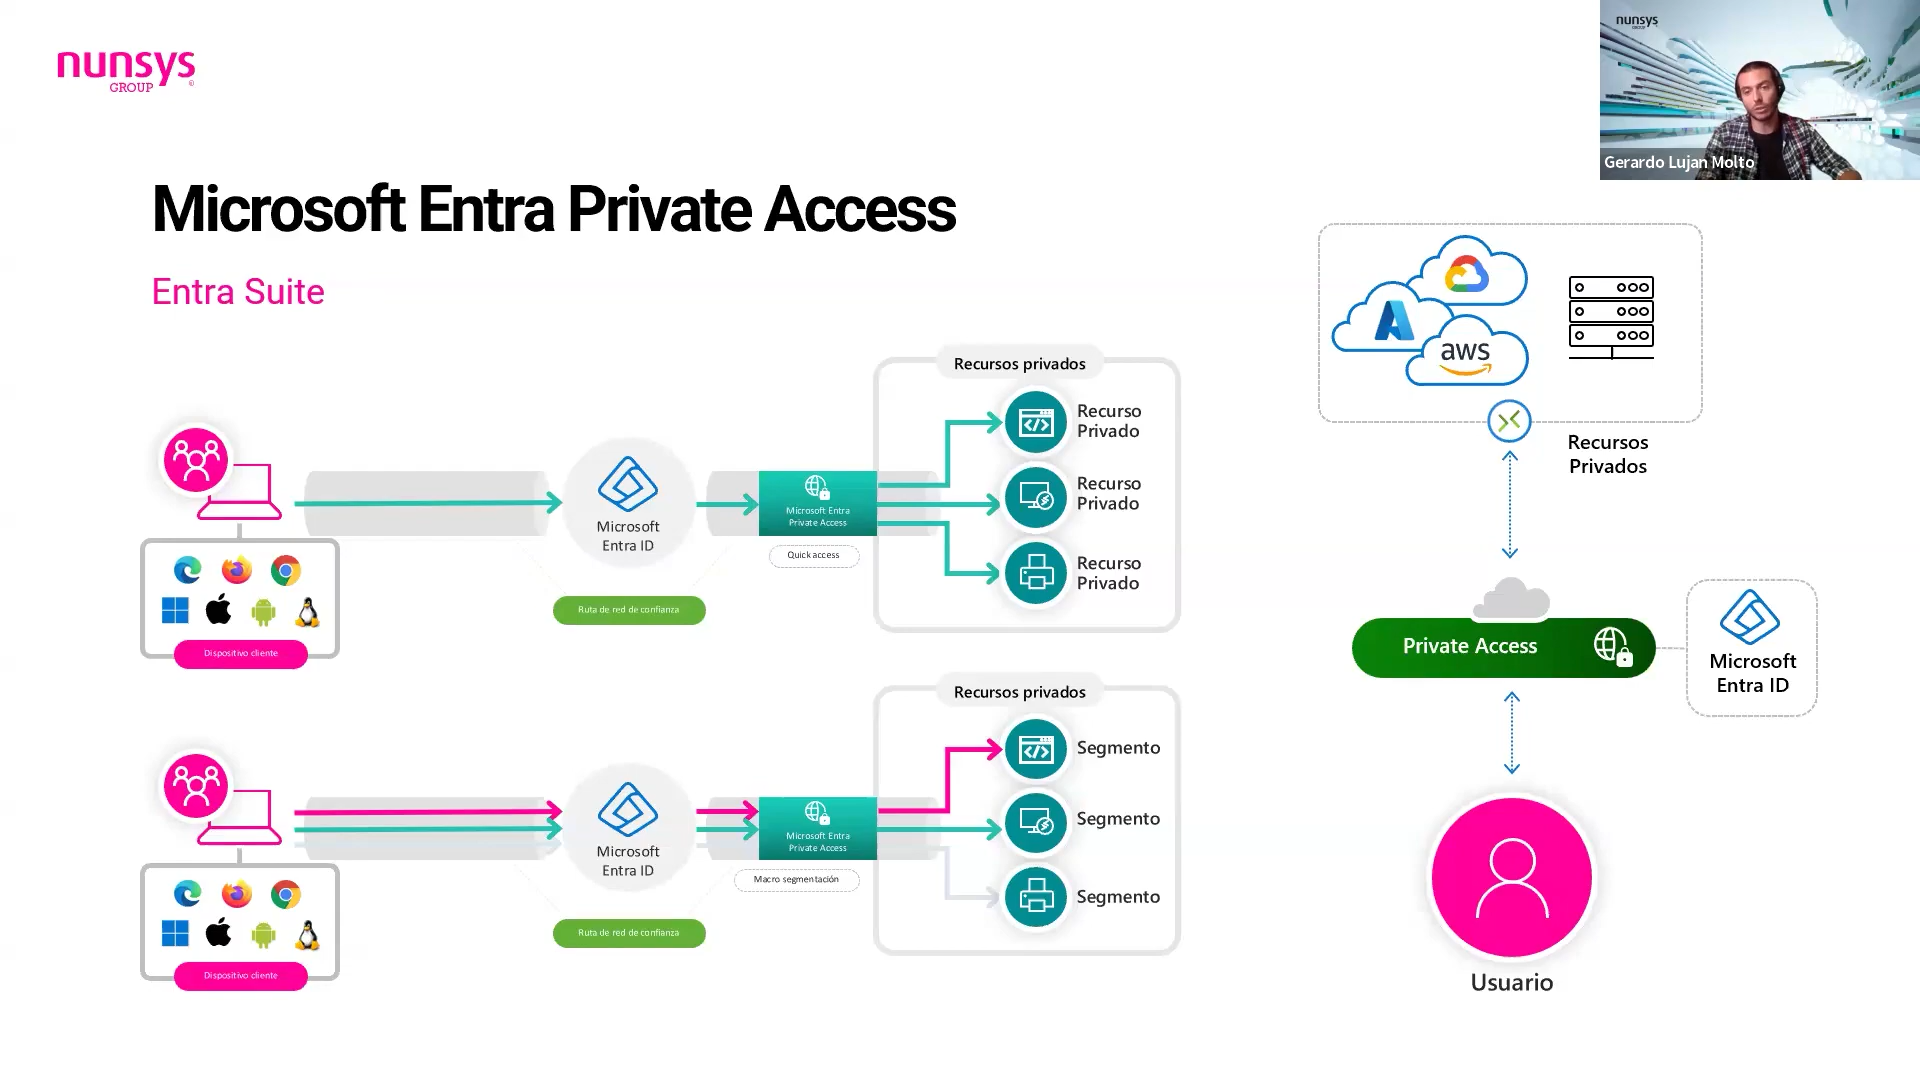 nunsys
GROUP
nunsys
GROUP
Gerardo Lujan Molto
Microsoft Entra Private Access
Entra Suite
Recursos privados
Recurso
Privado
Recurso
Privado
Recurso
Privado
Microsoft
Entra ID
Microsoft Entra
Private Access
Quick access
Ruta de red de confianza
Dispositivo cliente
Recursos privados
Segmento
Segmento
Segmento
Microsoft
Entra ID
Microsoft Entra
Private Access
Macro segmentación
Ruta de red de confianza
Dispositivo cliente
aws
Recursos
Privados
Private Access
Microsoft
Entra ID
Usuario